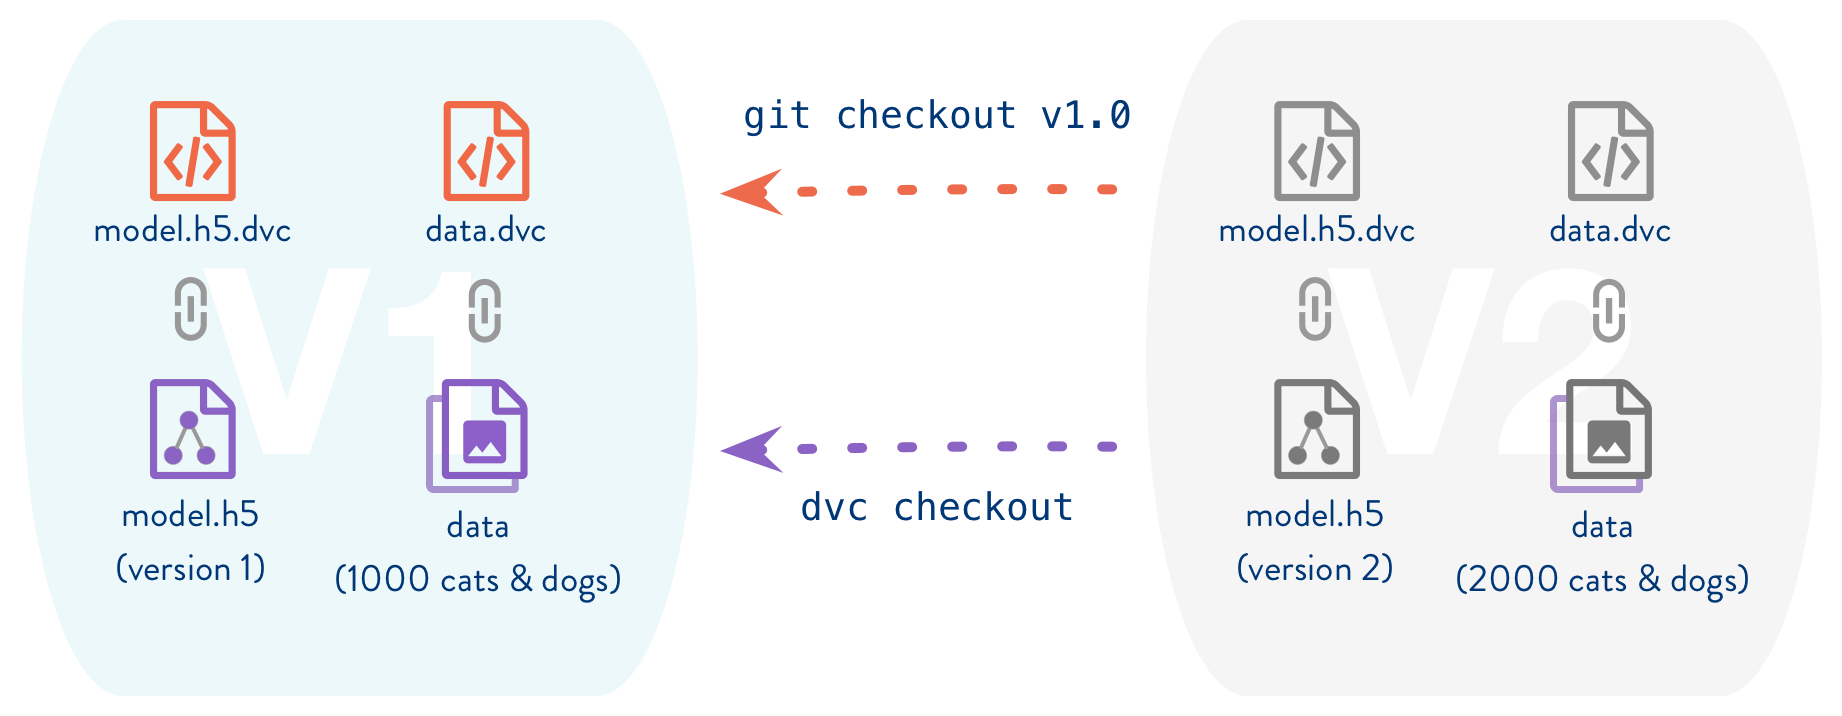 V1
model.h5.dvc
data.dvc
model.h5
(version 1)
data
(1000 cats & dogs)
git checkout v1.0
dvc checkout
V2
model.h5.dvc
data.dvc
model.h5
(version 2)
data
(2000 cats & dogs)